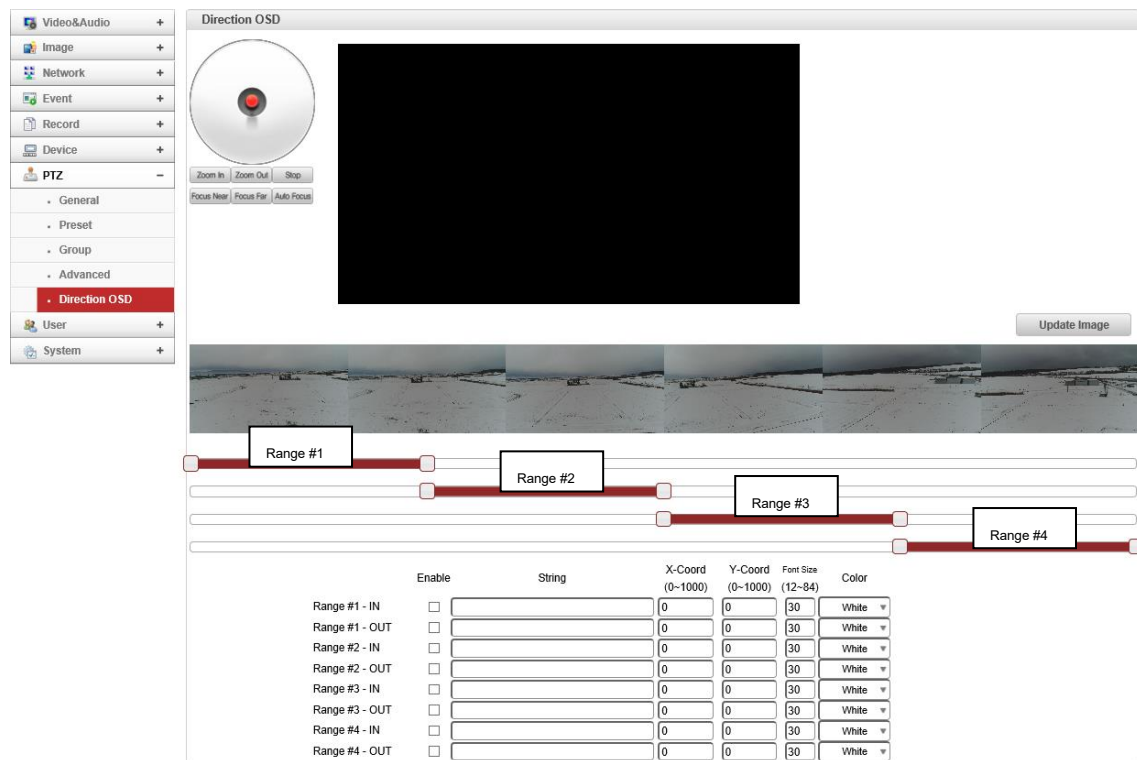 Video&Audio +
Image +
Network +
Event +
Record +
Device +
PTZ −
General
Preset
Group
Advanced
Direction OSD
User +
System +
Direction OSD
Zoom In Zoom Out Stop
Focus Near Focus Far Auto Focus
Update Image
Range #1
Range #2
Range #3
Range #4
Enable String X-Coord (0~1000) Y-Coord (0~1000) Font Size (12~84) Color
Range #1 - IN 0 0 30 White
Range #1 - OUT 0 0 30 White
Range #2 - IN 0 0 30 White
Range #2 - OUT 0 0 30 White
Range #3 - IN 0 0 30 White
Range #3 - OUT 0 0 30 White
Range #4 - IN 0 0 30 White
Range #4 - OUT 0 0 30 White